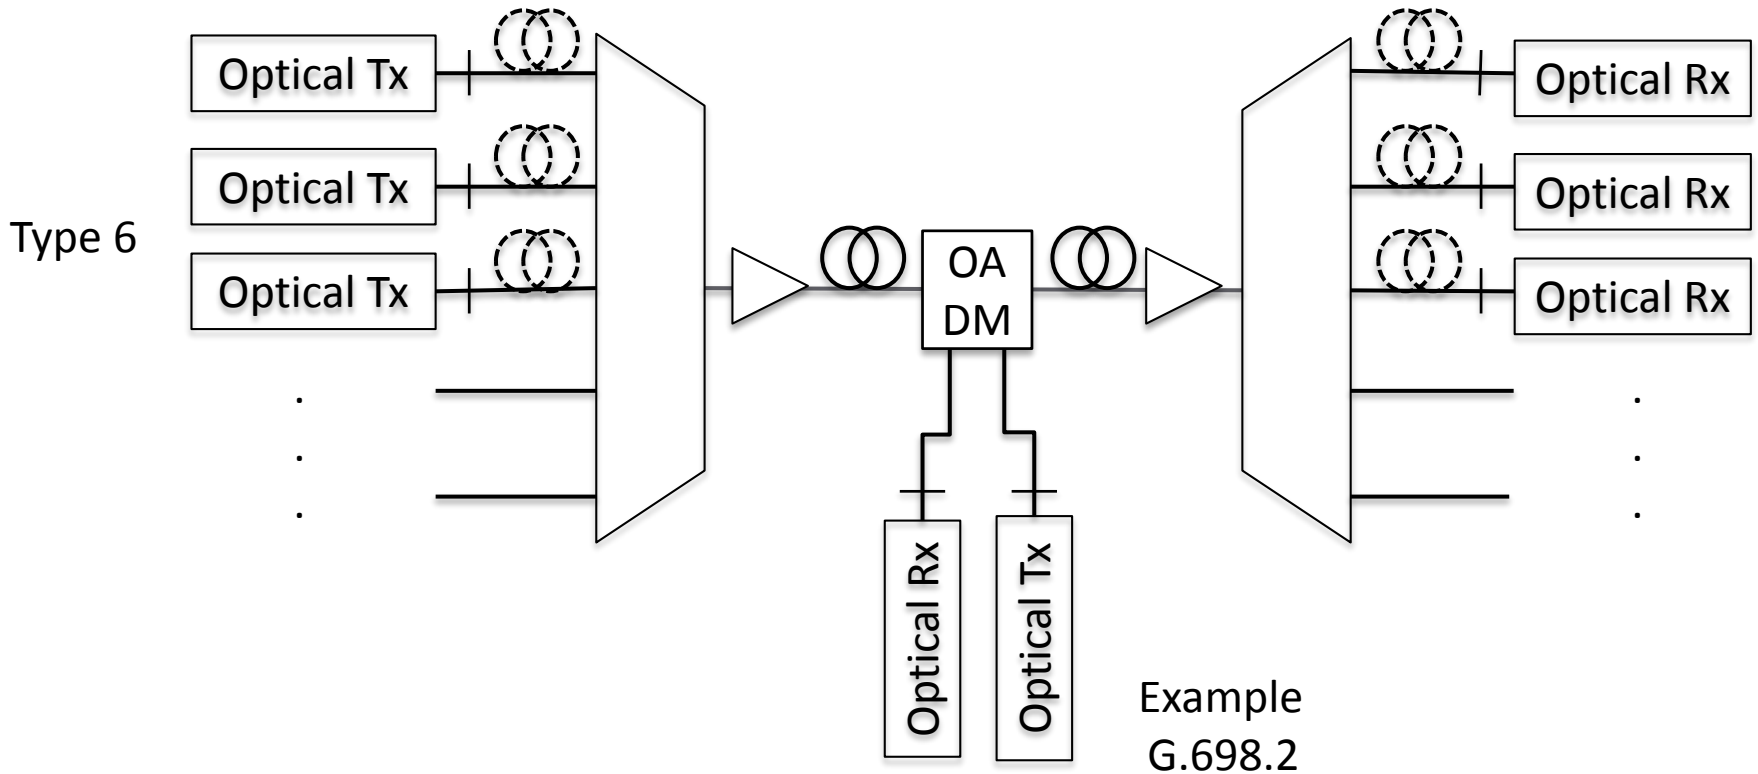 Optical Tx
Optical Tx
Optical Tx
Type 6
OA
DM
Optical Rx
Optical Rx
Optical Rx
Optical Rx
Optical Tx
Example
G.698.2